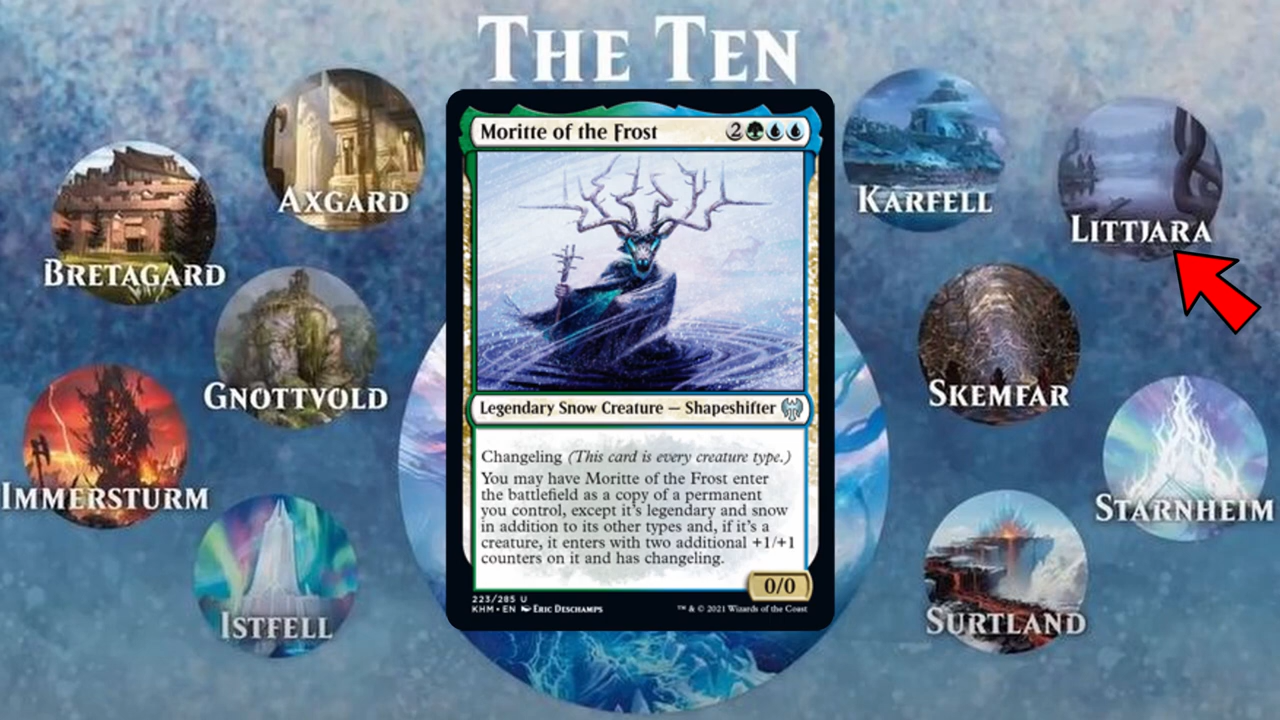 THE TEN
AXGARD
BRETAGARD
GNOTTVOLD
IMMERSTURM
ISTFELL
Moritte of the Frost 2
Legendary Snow Creature — Shapeshifter
Changeling (This card is every creature type.)
You may have Moritte of the Frost enter
the battlefield as a copy of a permanent
you control, except it's legendary and snow
in addition to its other types and, if it's a
creature, it enters with two additional +1/+1
counters on it and has changeling.
0/0
223/285 U
KHM • EN ERIC DESCHAMPS
™ & © 2021 Wizards of the Coast
KARFELL
LITTJARA
SKEMFAR
STARNHEIM
SURTLAND